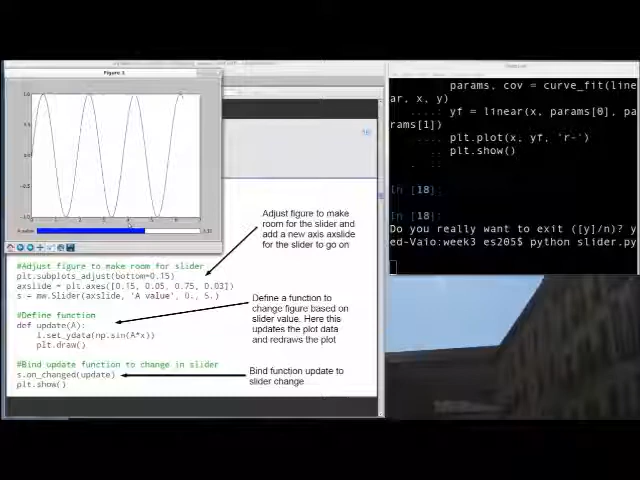 Figure 1
A value
#Adjust figure to make room for slider
plt.subplots_adjust(bottom=0.15)
axslide = plt.axes([0.15, 0.05, 0.75, 0.03])
s = mw.Slider(axslide, 'A value', 0., 5.)
#Define function
def update(A):
l.set_ydata(np.sin(A*x))
plt.draw()
#Bind update function to change in slider
s.on_changed(update)
plt.show()
Adjust figure to make
room for the slider and
add a new axis axslide
for the slider to go on
Define a function to
change figure based on
slider value. Here this
updates the plot data
and redraws the plot
Bind function update to
slider change
params, cov = curve_fit(line
ar, x, y)
....: yf = linear(x, params[0], pa
rams[1])
....: plt.plot(x, yf, 'r-')
plt.show()
In [18]:
In [18]:
Do you really want to exit ([y]/n)? y
ed-Vaio:week3 es205$ python slider.py